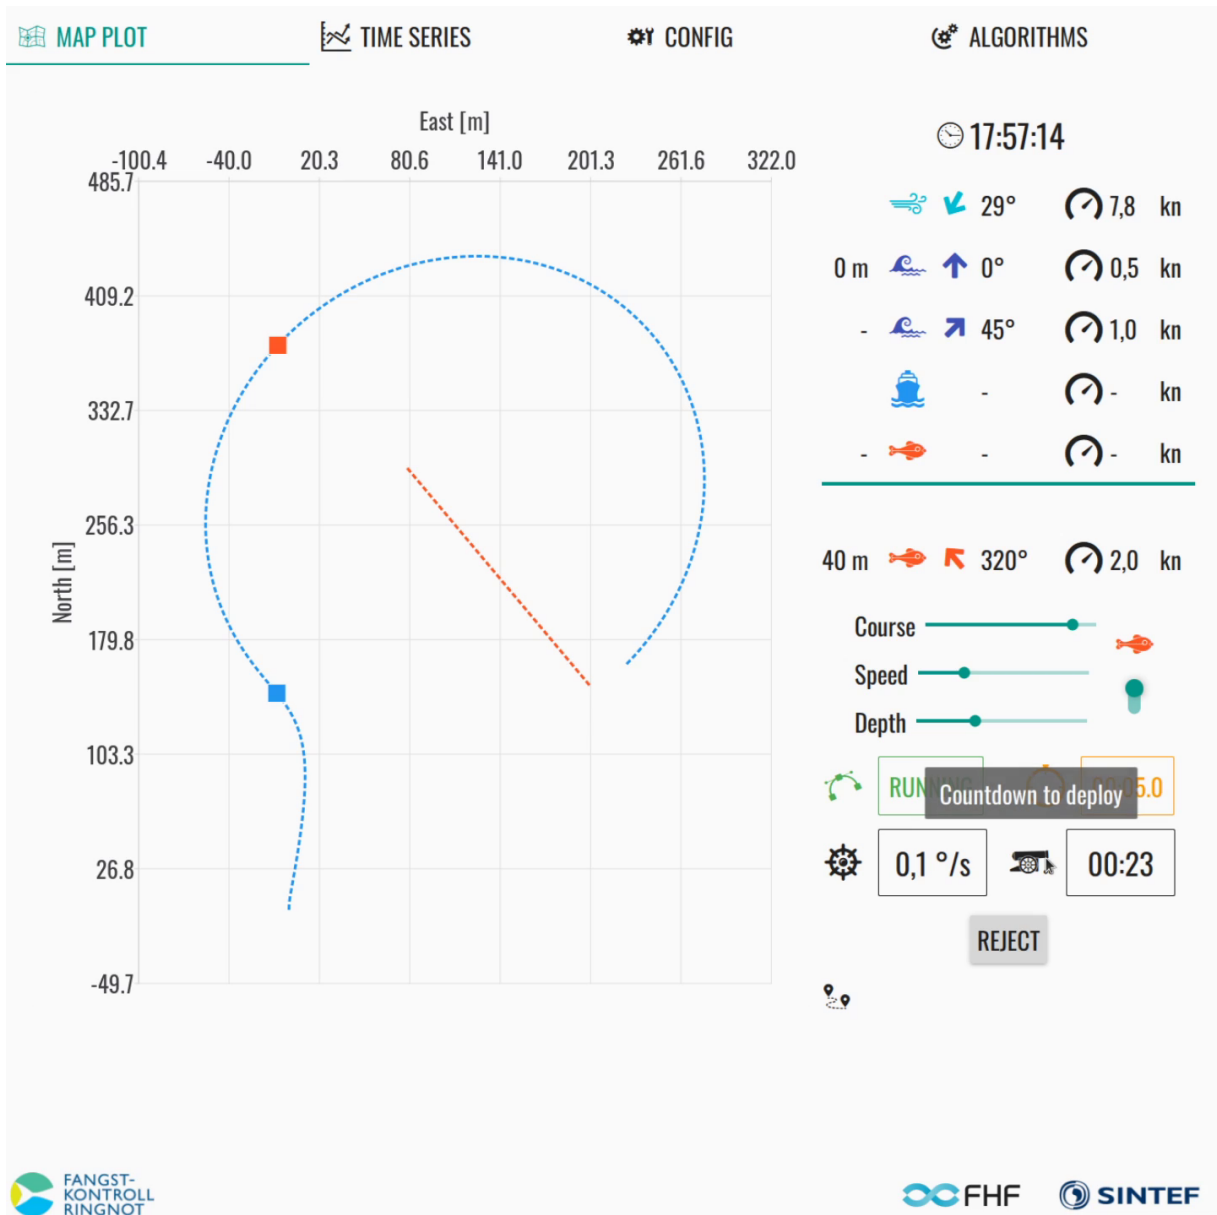 MAP PLOT
TIME SERIES
CONFIG
ALGORITHMS
East [m]
17:57:14
-100.4 -40.0 20.3 80.6 141.0 201.3 261.6 322.0
485.7
29° 7,8 kn
0 m 0° 0,5 kn
409.2
- 45° 1,0 kn
332.7
- - kn
- - - kn
256.3
North [m]
40 m 320° 2,0 kn
179.8
Course
Speed
Depth
103.3
Countdown to deploy
5.0
26.8
0,1 °/s
00:23
REJECT
-49.7
FANGST-
KONTROLL
RINGNOT
FHF
SINTEF